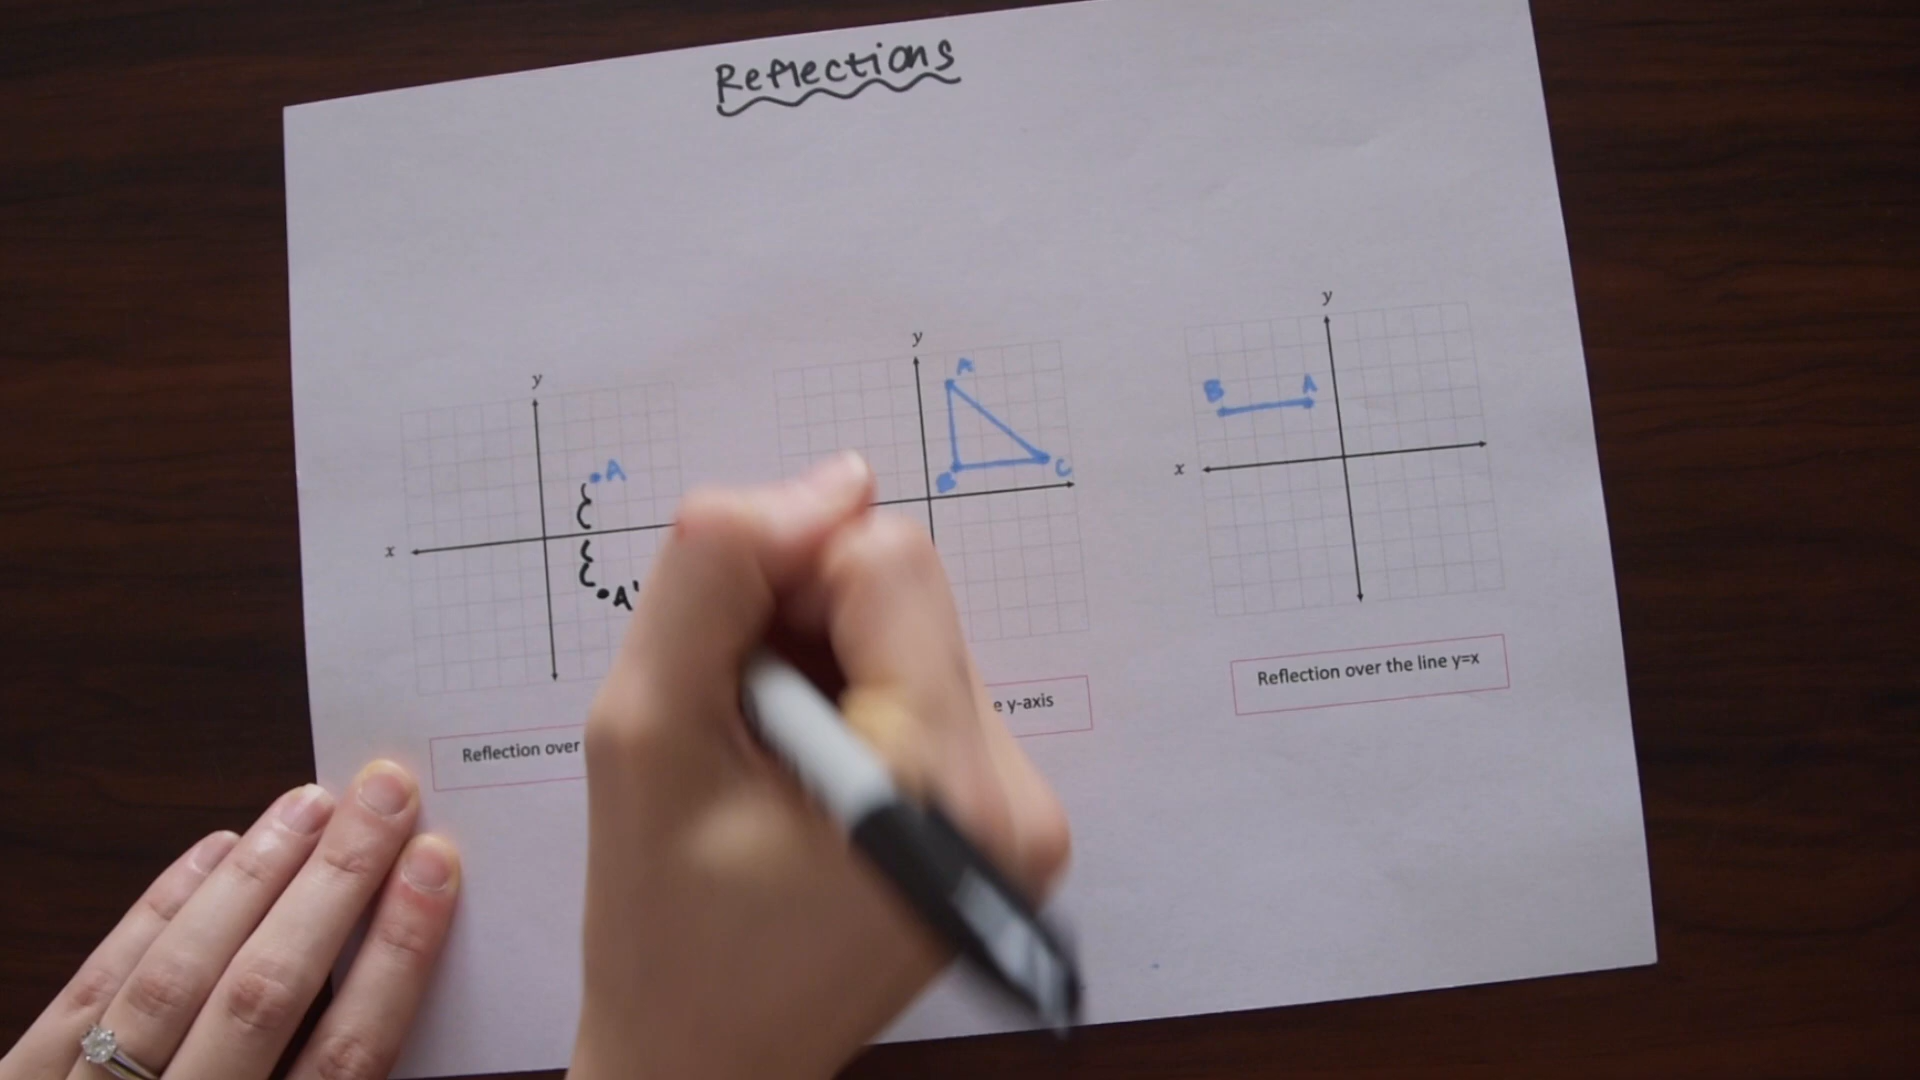 Reflections
y
A
x
A'
Reflection over
y
A
B
C
y-axis
y
B
A
x
Reflection over the line y=x